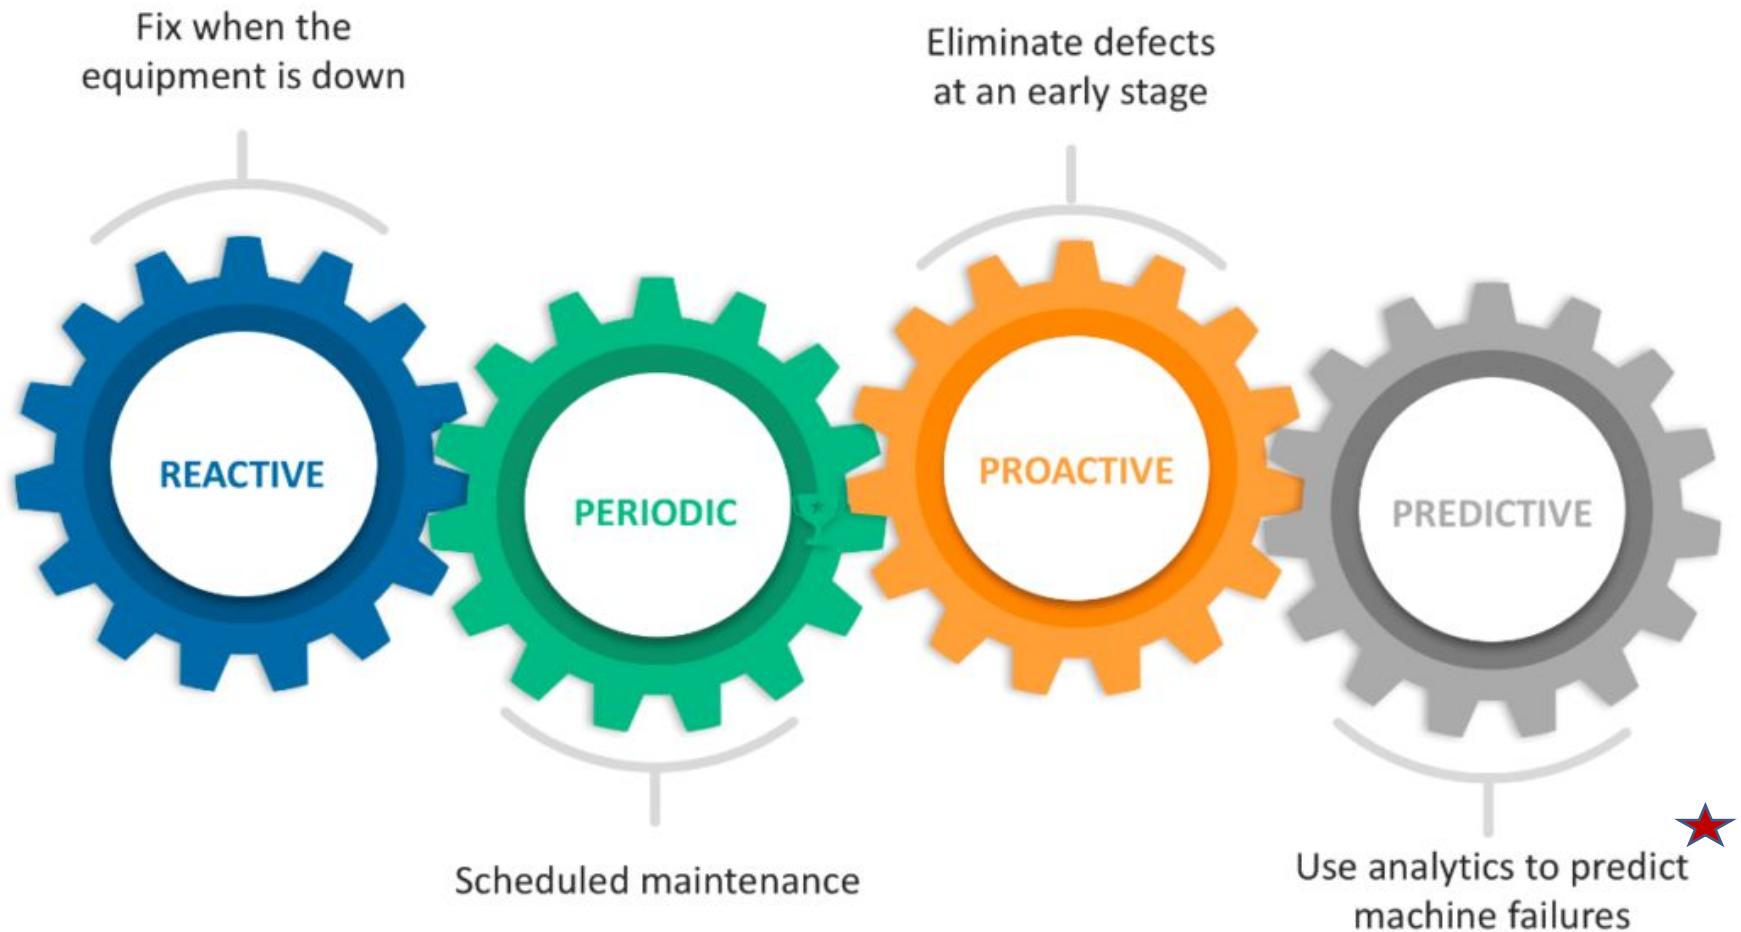 Fix when the
equipment is down
Eliminate defects
at an early stage
REACTIVE
PERIODIC
PROACTIVE
PREDICTIVE
Scheduled maintenance
Use analytics to predict
machine failures